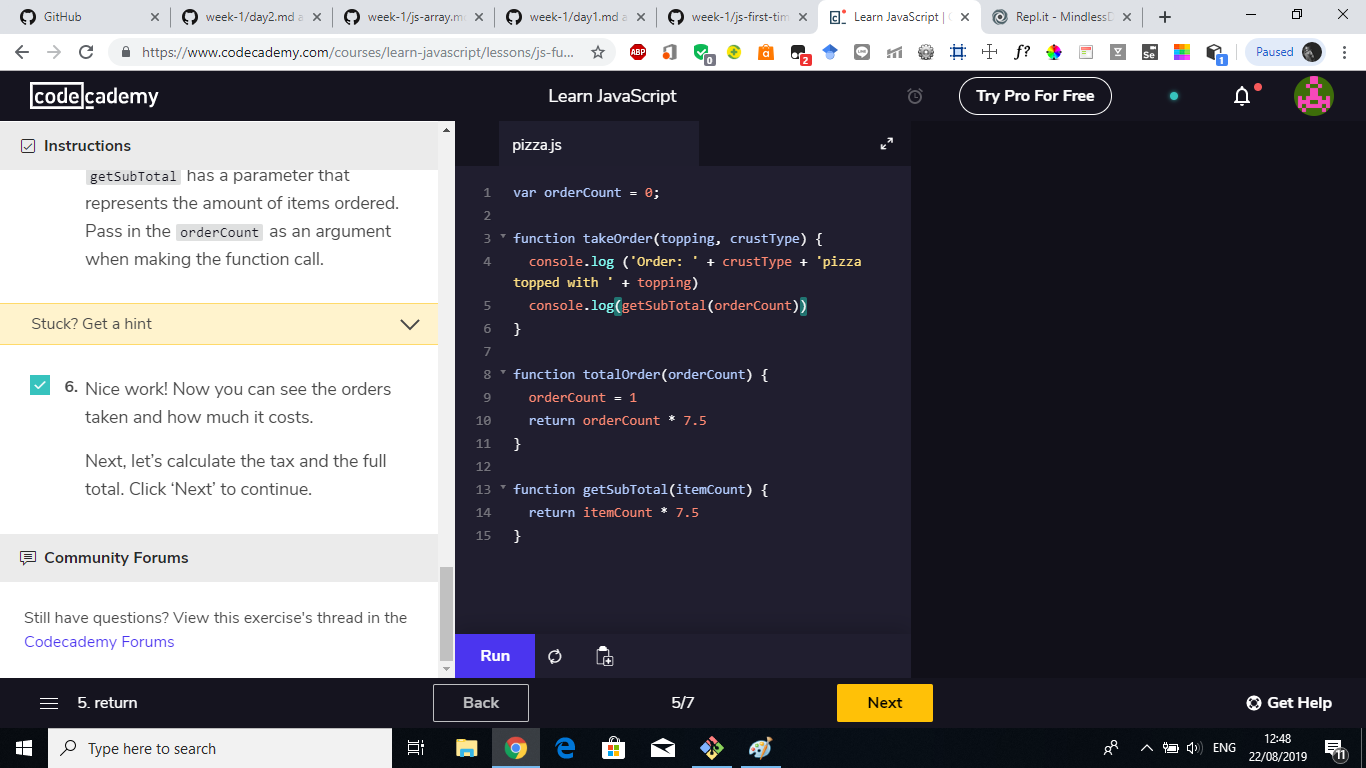 GitHub
week-1/day2.md a
week-1/js-array.m
week-1/day1.md a
week-1/js-first-tim
Learn JavaScript |
Repl.it - MindlessD
https://www.codecademy.com/courses/learn-javascript/lessons/js-fu...
ABP
0
2
f?
Se
1
Paused
codecademy
Learn JavaScript
Try Pro For Free
Instructions
getSubTotal has a parameter that
represents the amount of items ordered.
Pass in the orderCount as an argument
when making the function call.
Stuck? Get a hint
6. Nice work! Now you can see the orders
taken and how much it costs.
Next, let’s calculate the tax and the full
total. Click ‘Next’ to continue.
Community Forums
Still have questions? View this exercise's thread in the
Codecademy Forums
pizza.js
1 var orderCount = 0;
2
3 function takeOrder(topping, crustType) {
4 console.log ('Order: ' + crustType + 'pizza
topped with ' + topping)
5 console.log(getSubTotal(orderCount))
6 }
7
8 function totalOrder(orderCount) {
9 orderCount = 1
10 return orderCount * 7.5
11 }
12
13 function getSubTotal(itemCount) {
14 return itemCount * 7.5
15 }
Run
5. return
Back
5/7
Next
Get Help
Type here to search
ENG
12:48
22/08/2019
11